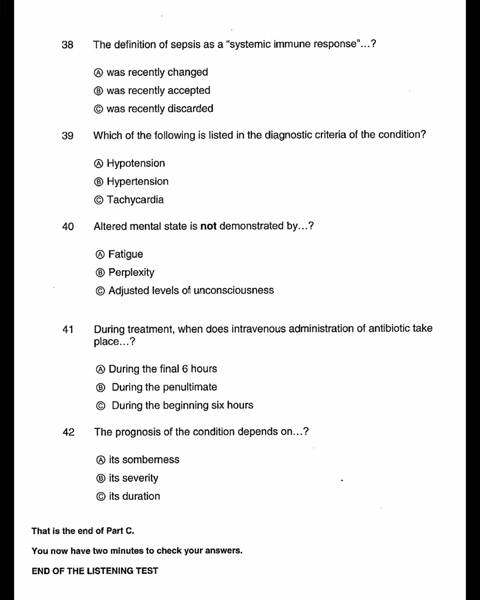 38 The definition of sepsis as a "systemic immune response"...?
Ⓐ was recently changed
Ⓑ was recently accepted
Ⓒ was recently discarded
39 Which of the following is listed in the diagnostic criteria of the condition?
Ⓐ Hypotension
Ⓑ Hypertension
Ⓒ Tachycardia
40 Altered mental state is not demonstrated by...?
Ⓐ Fatigue
Ⓑ Perplexity
Ⓒ Adjusted levels of unconsciousness
41 During treatment, when does intravenous administration of antibiotic take
place...?
Ⓐ During the final 6 hours
Ⓑ During the penultimate
Ⓒ During the beginning six hours
42 The prognosis of the condition depends on...?
Ⓐ its somberness
Ⓑ its severity
Ⓒ its duration
That is the end of Part C.
You now have two minutes to check your answers.
END OF THE LISTENING TEST